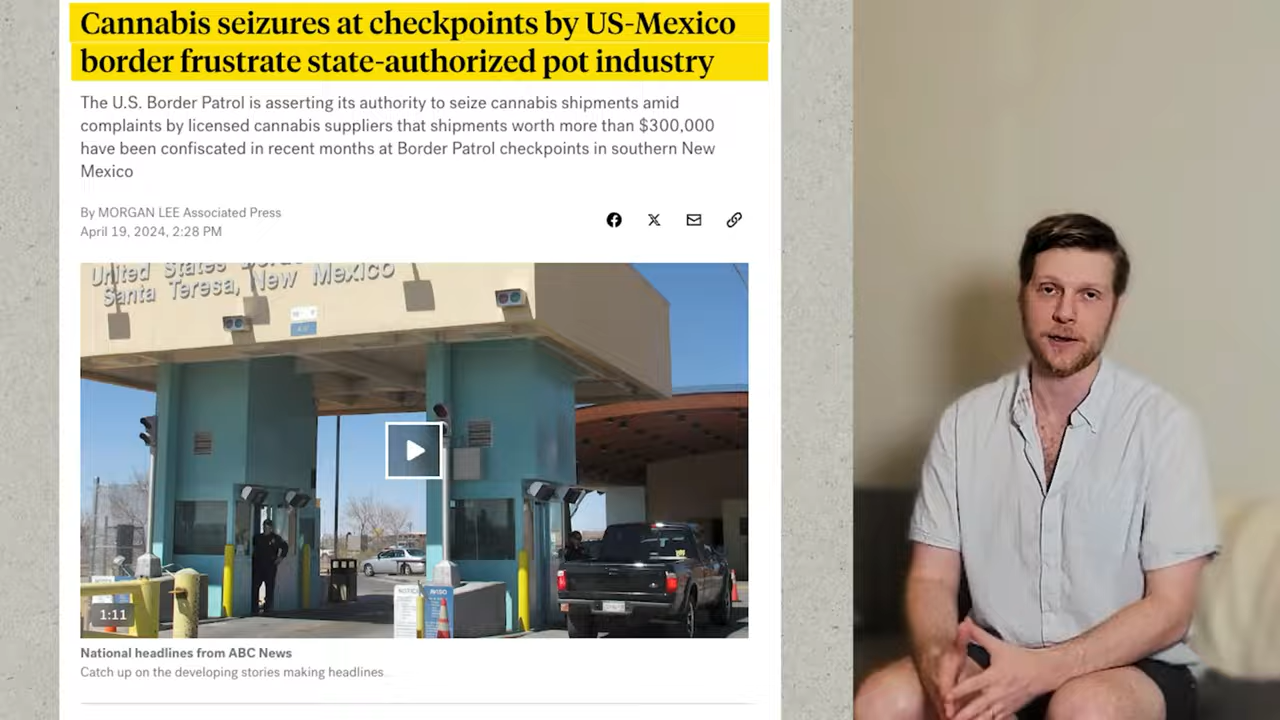 Cannabis seizures at checkpoints by US-Mexico
border frustrate state-authorized pot industry
The U.S. Border Patrol is asserting its authority to seize cannabis shipments amid
complaints by licensed cannabis suppliers that shipments worth more than $300,000
have been confiscated in recent months at Border Patrol checkpoints in southern New
Mexico
By MORGAN LEE Associated Press
April 19, 2024, 2:28 PM
United States
Santa Teresa, New Mexico
1:11
National headlines from ABC News
Catch up on the developing stories making headlines.